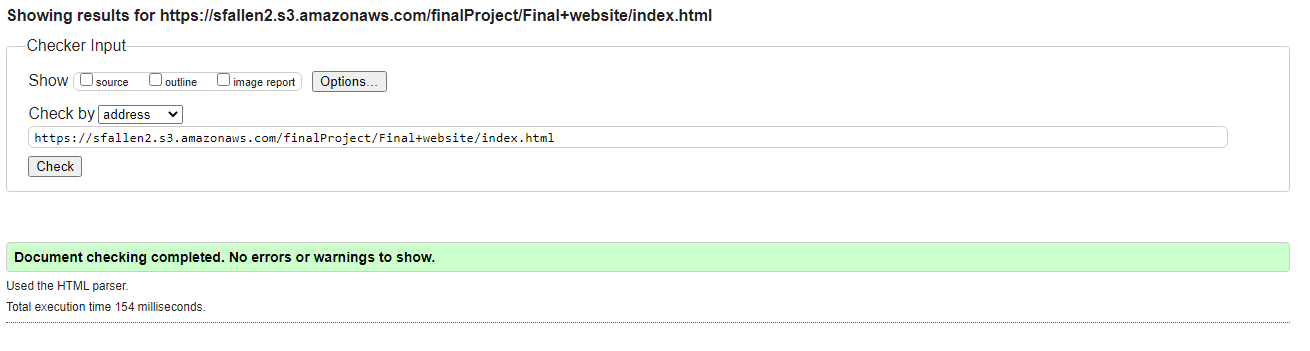 Showing results for https://sfallen2.s3.amazonaws.com/finalProject/Final+website/index.html
Checker Input
Show source outline image report Options...
Check by address
https://sfallen2.s3.amazonaws.com/finalProject/Final+website/index.html
Check
Document checking completed. No errors or warnings to show.
Used the HTML parser.
Total execution time 154 milliseconds.